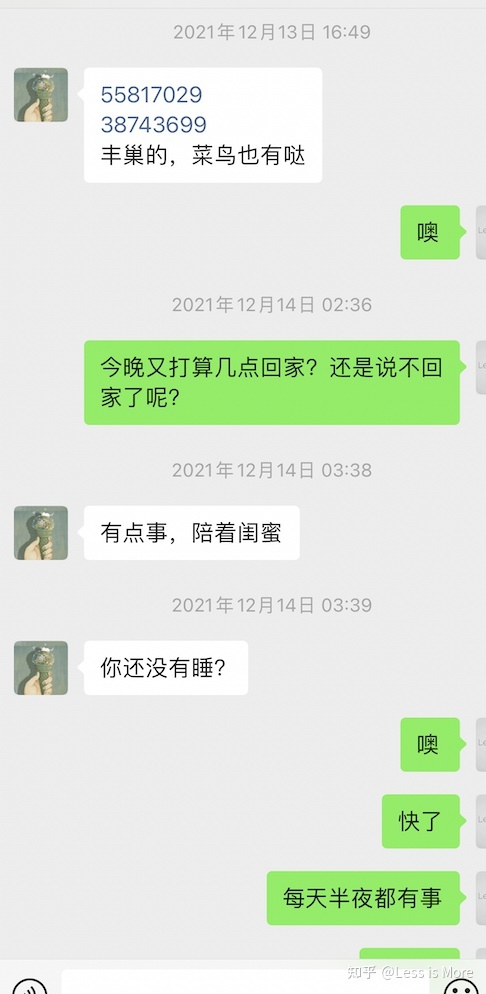 2021年12月13日 16:49
55817029
38743699
丰巢的，菜鸟也有哒
噢
2021年12月14日 02:36
今晚又打算几点回家？还是说不回
家了呢？
2021年12月14日 03:38
有点事，陪着闺蜜
2021年12月14日 03:39
你还没有睡？
噢
快了
每天半夜都有事
知乎 @Less is More